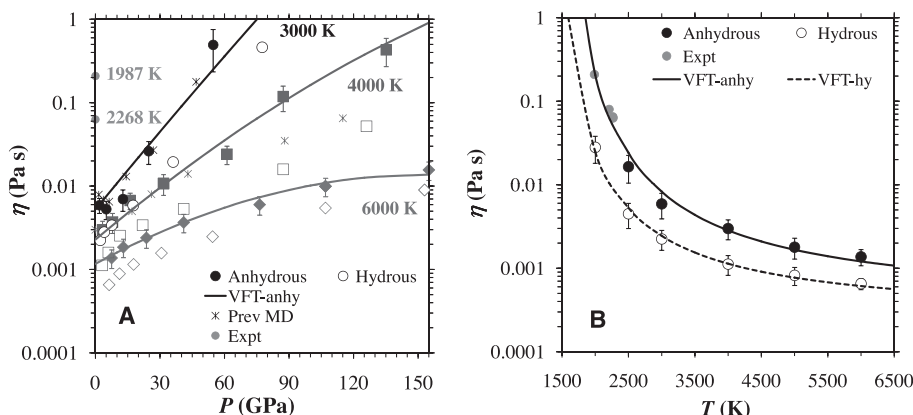 1
0.1
0.01
0.001
0.0001
η (Pa s)
1987 K
2268 K
3000 K
4000 K
6000 K
Anhydrous
Hydrous
VFT-anhy
Prev MD
Expt
A
0 30 60 90 120 150
P (GPa)
1
0.1
0.01
0.001
0.0001
η (Pa s)
Anhydrous
Hydrous
Expt
VFT-anhy
VFT-hy
B
1500 2500 3500 4500 5500 6500
T (K)